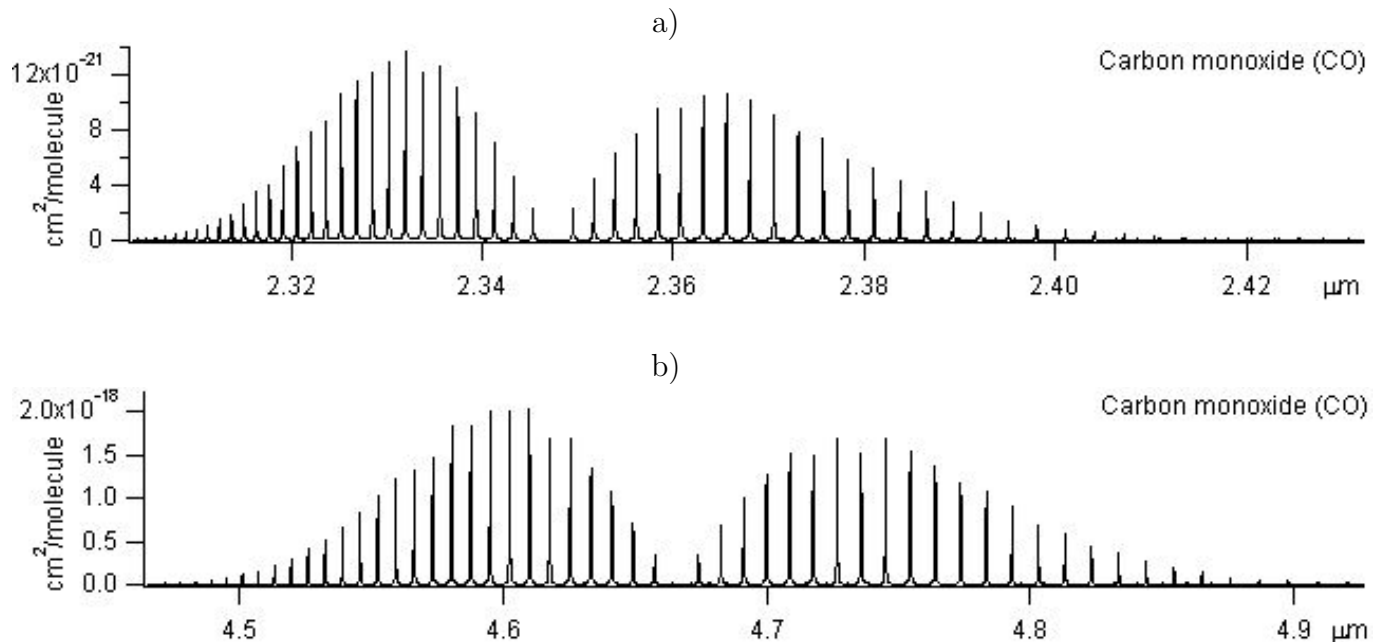 a)
Carbon monoxide (CO)
12x10⁻²¹
8
4
0
cm²/molecule
2.32 2.34 2.36 2.38 2.40 2.42 µm
b)
Carbon monoxide (CO)
2.0x10⁻¹⁸
1.5
1.0
0.5
0.0
cm²/molecule
4.5 4.6 4.7 4.8 4.9 µm